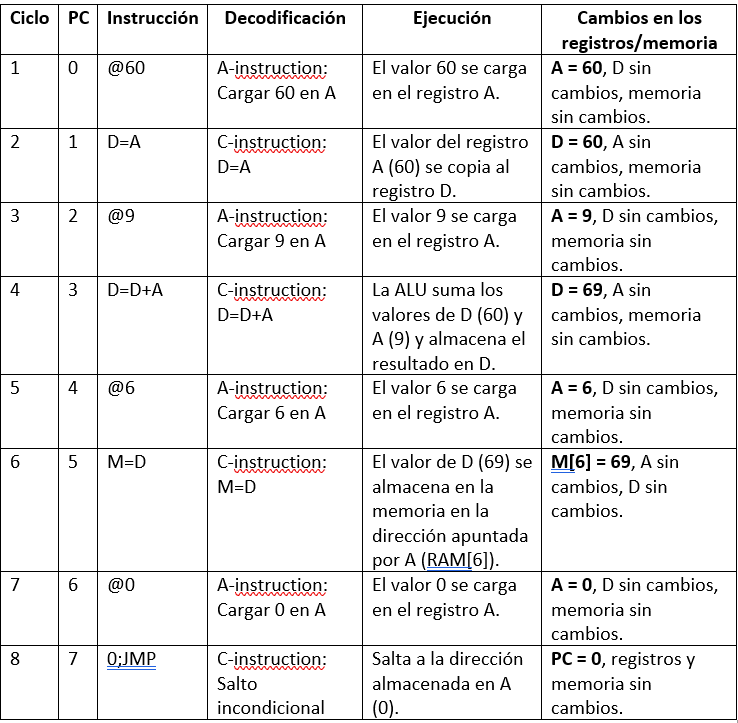 Ciclo PC Instrucción Decodificación Ejecución Cambios en los
registros/memoria
1 0 @60 A-instruction: El valor 60 se carga A = 60, D sin
Cargar 60 en A en el registro A. cambios, memoria
sin cambios.
2 1 D=A C-instruction: El valor del registro D = 60, A sin
D=A A (60) se copia al cambios, memoria
registro D. sin cambios.
3 2 @9 A-instruction: El valor 9 se carga A = 9, D sin cambios,
Cargar 9 en A en el registro A. memoria sin
cambios.
4 3 D=D+A C-instruction: La ALU suma los D = 69, A sin
D=D+A valores de D (60) y cambios, memoria
A (9) y almacena el sin cambios.
resultado en D.
5 4 @6 A-instruction: El valor 6 se carga A = 6, D sin cambios,
Cargar 6 en A en el registro A. memoria sin
cambios.
6 5 M=D C-instruction: El valor de D (69) se M[6] = 69, A sin
M=D almacena en la cambios, D sin
memoria en la cambios.
dirección apuntada
por A (RAM[6]).
7 6 @0 A-instruction: El valor 0 se carga A = 0, D sin cambios,
Cargar 0 en A en el registro A. memoria sin
cambios.
8 7 0;JMP C-instruction: Salta a la dirección PC = 0, registros y
Salto almacenada en A memoria sin
incondicional (0). cambios.